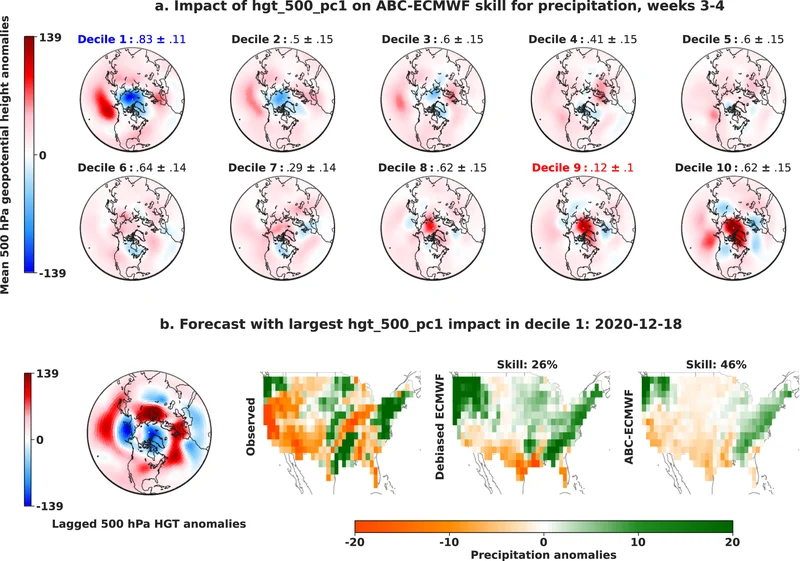 a. Impact of hgt_500_pc1 on ABC-ECMWF skill for precipitation, weeks 3-4
Mean 500 hPa geopotential height anomalies
139
0
-139
Decile 1: .83 ± .11
Decile 2: .5 ± .15
Decile 3: .6 ± .15
Decile 4: .41 ± .15
Decile 5: .6 ± .15
Decile 6: .64 ± .14
Decile 7: .29 ± .14
Decile 8: .62 ± .15
Decile 9: .12 ± .1
Decile 10: .62 ± .15
b. Forecast with largest hgt_500_pc1 impact in decile 1: 2020-12-18
139
0
-139
Lagged 500 hPa HGT anomalies
Observed
Debiased ECMWF
Skill: 26%
ABC-ECMWF
Skill: 46%
-20
-10
0
10
20
Precipitation anomalies